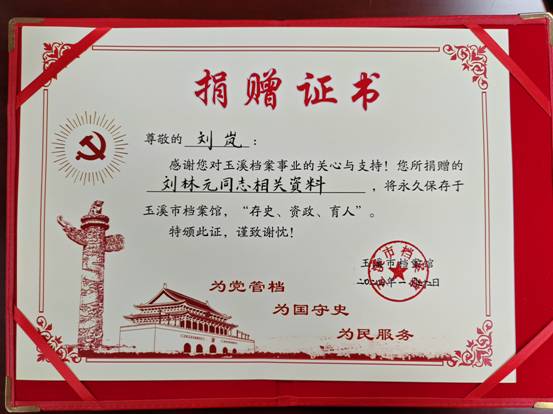 捐赠证书
尊敬的 刘岚：
感谢您对玉溪档案事业的关心与支持！您所捐赠的
刘林元同志相关资料，将永久保存于
玉溪市档案馆，“存史、资政、育人”。
特颁此证，谨致谢忱！
玉溪市档案馆
为党管档
为国守史
为民服务